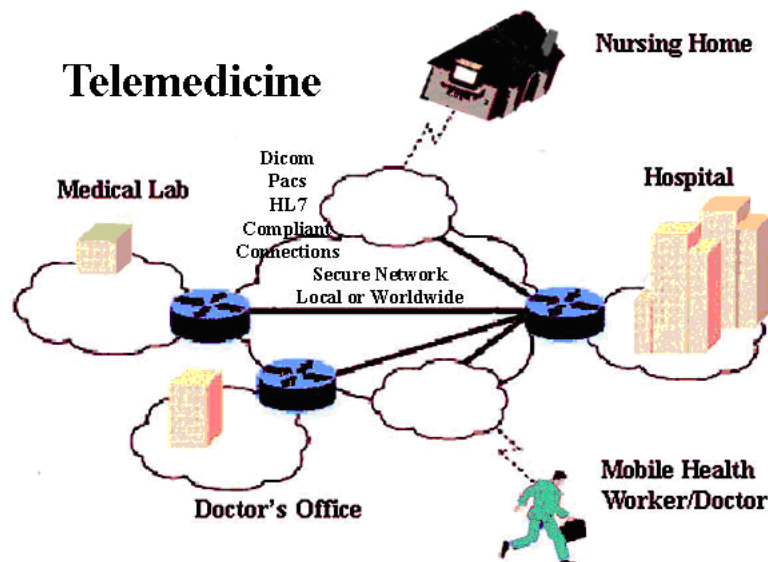 Telemedicine
Nursing Home
Dicom
Pacs
HL7
Compliant
Connections
Medical Lab
Hospital
Secure Network
Local or Worldwide
Doctor's Office
Mobile Health
Worker/Doctor